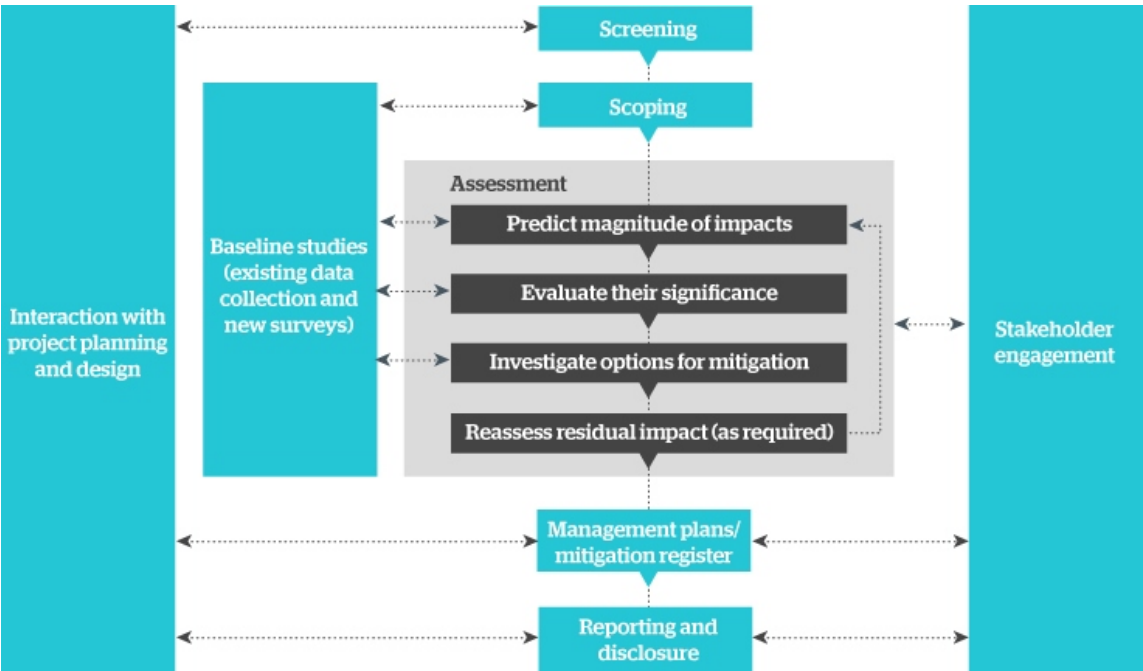 Screening
Scoping
Assessment
Predict magnitude of impacts
Evaluate their significance
Investigate options for mitigation
Reassess residual impact (as required)
Baseline studies
(existing data
collection and
new surveys)
Interaction with
project planning
and design
Stakeholder
engagement
Management plans/
mitigation register
Reporting and
disclosure